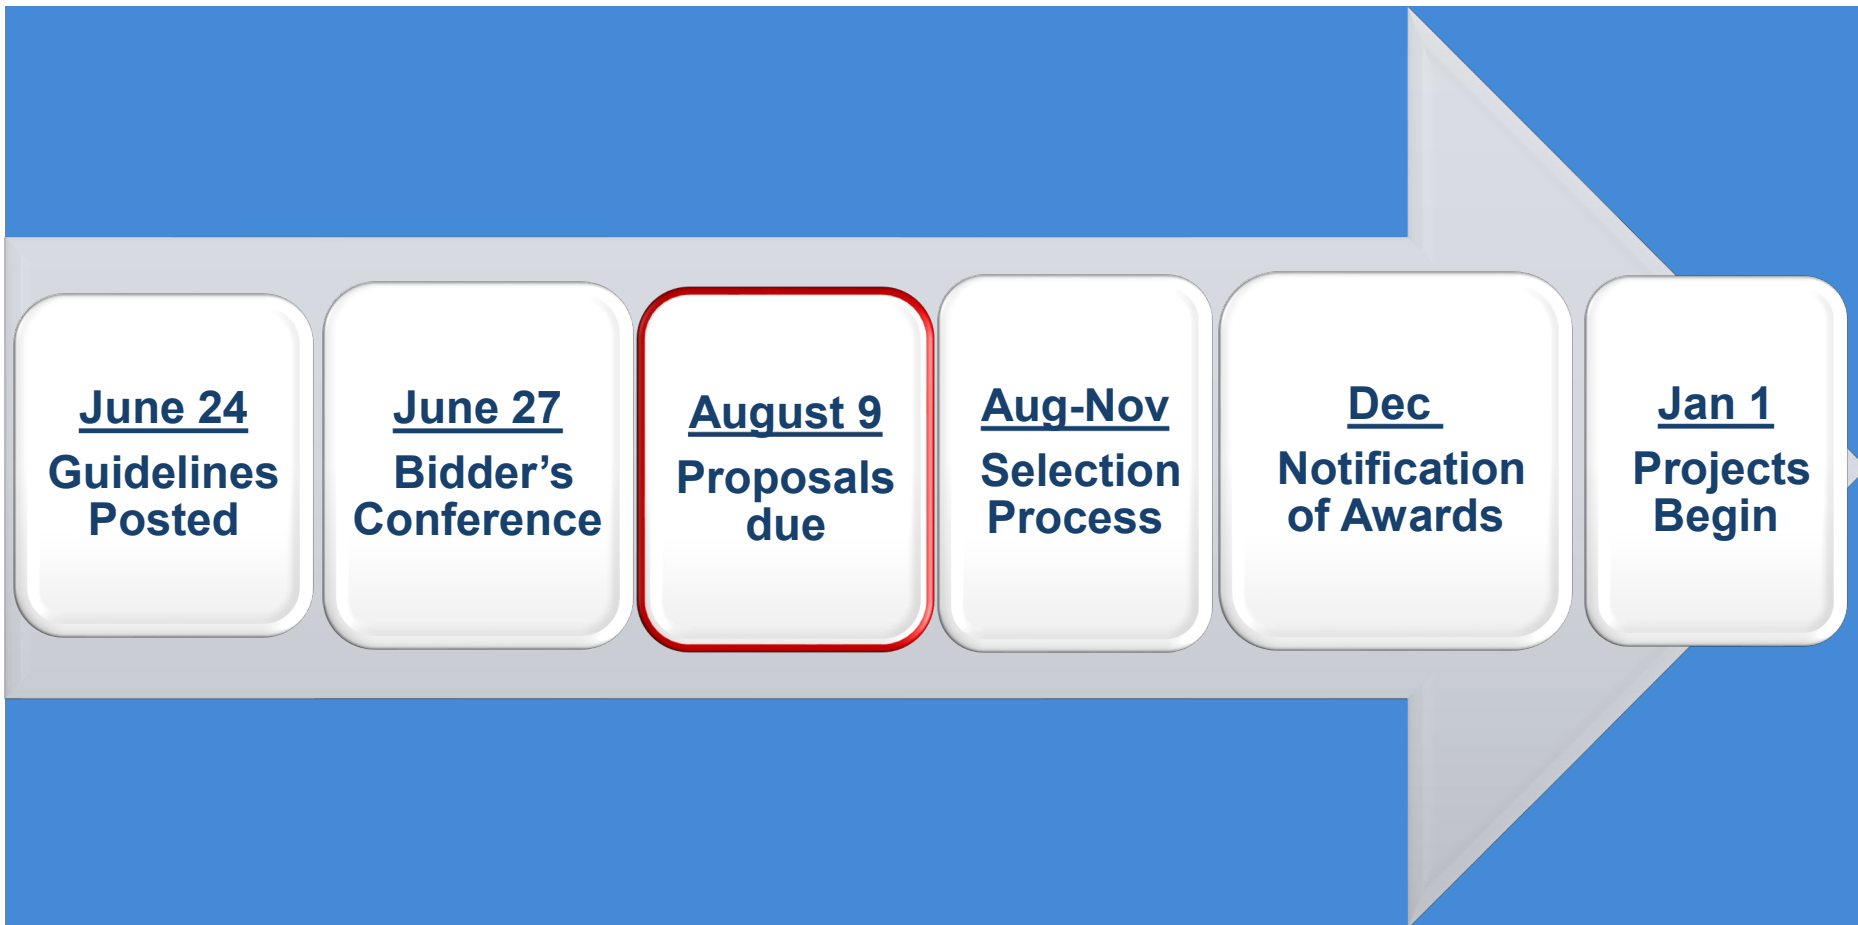 June 24
Guidelines
Posted
June 27
Bidder’s
Conference
August 9
Proposals
due
Aug-Nov
Selection
Process
Dec
Notification
of Awards
Jan 1
Projects
Begin